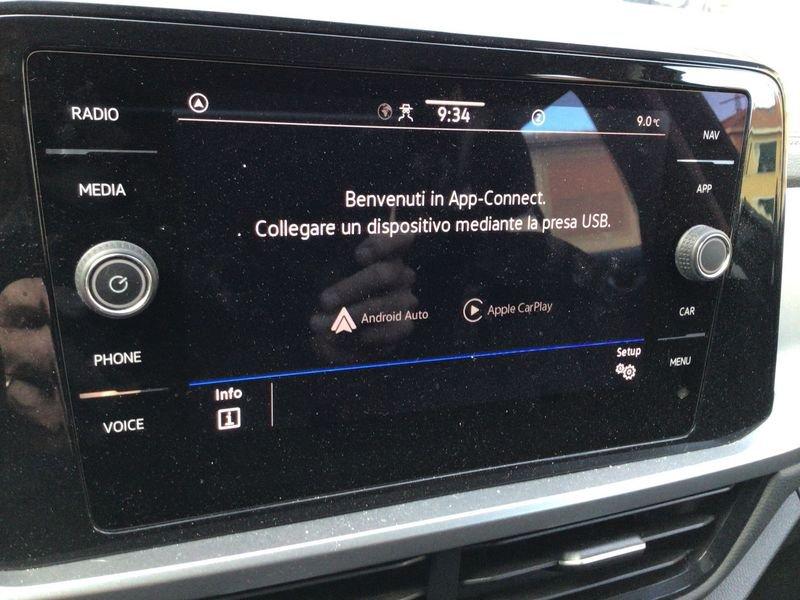 RADIO
MEDIA
PHONE
VOICE
9:34
2
9.0°C
Benvenuti in App-Connect.
Collegare un dispositivo mediante la presa USB.
Android Auto
Apple CarPlay
Info
i
Setup
NAV
APP
CAR
MENU